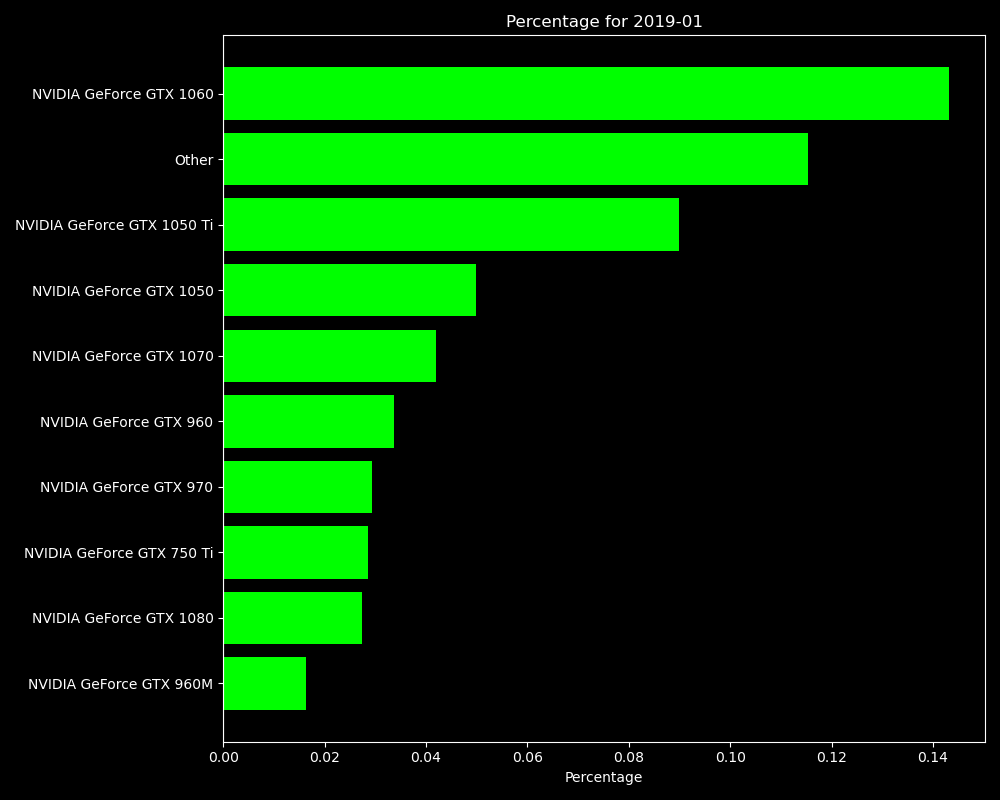 Percentage for 2019-01
NVIDIA GeForce GTX 1060
Other
NVIDIA GeForce GTX 1050 Ti
NVIDIA GeForce GTX 1050
NVIDIA GeForce GTX 1070
NVIDIA GeForce GTX 960
NVIDIA GeForce GTX 970
NVIDIA GeForce GTX 750 Ti
NVIDIA GeForce GTX 1080
NVIDIA GeForce GTX 960M
0.00 0.02 0.04 0.06 0.08 0.10 0.12 0.14
Percentage